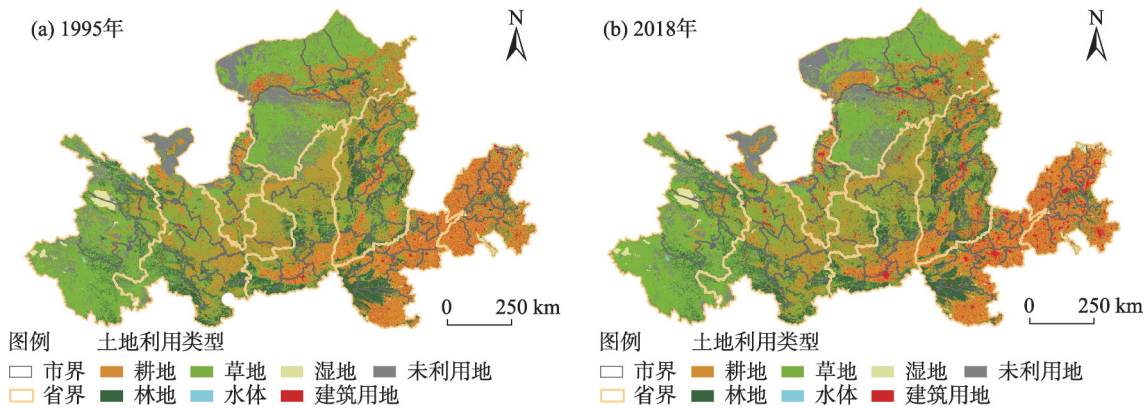 (a) 1995年
N
0 250 km
图例 土地利用类型
市界 耕地 草地 湿地 未利用地
省界 林地 水体 建筑用地
(b) 2018年
N
0 250 km
图例 土地利用类型
市界 耕地 草地 湿地 未利用地
省界 林地 水体 建筑用地